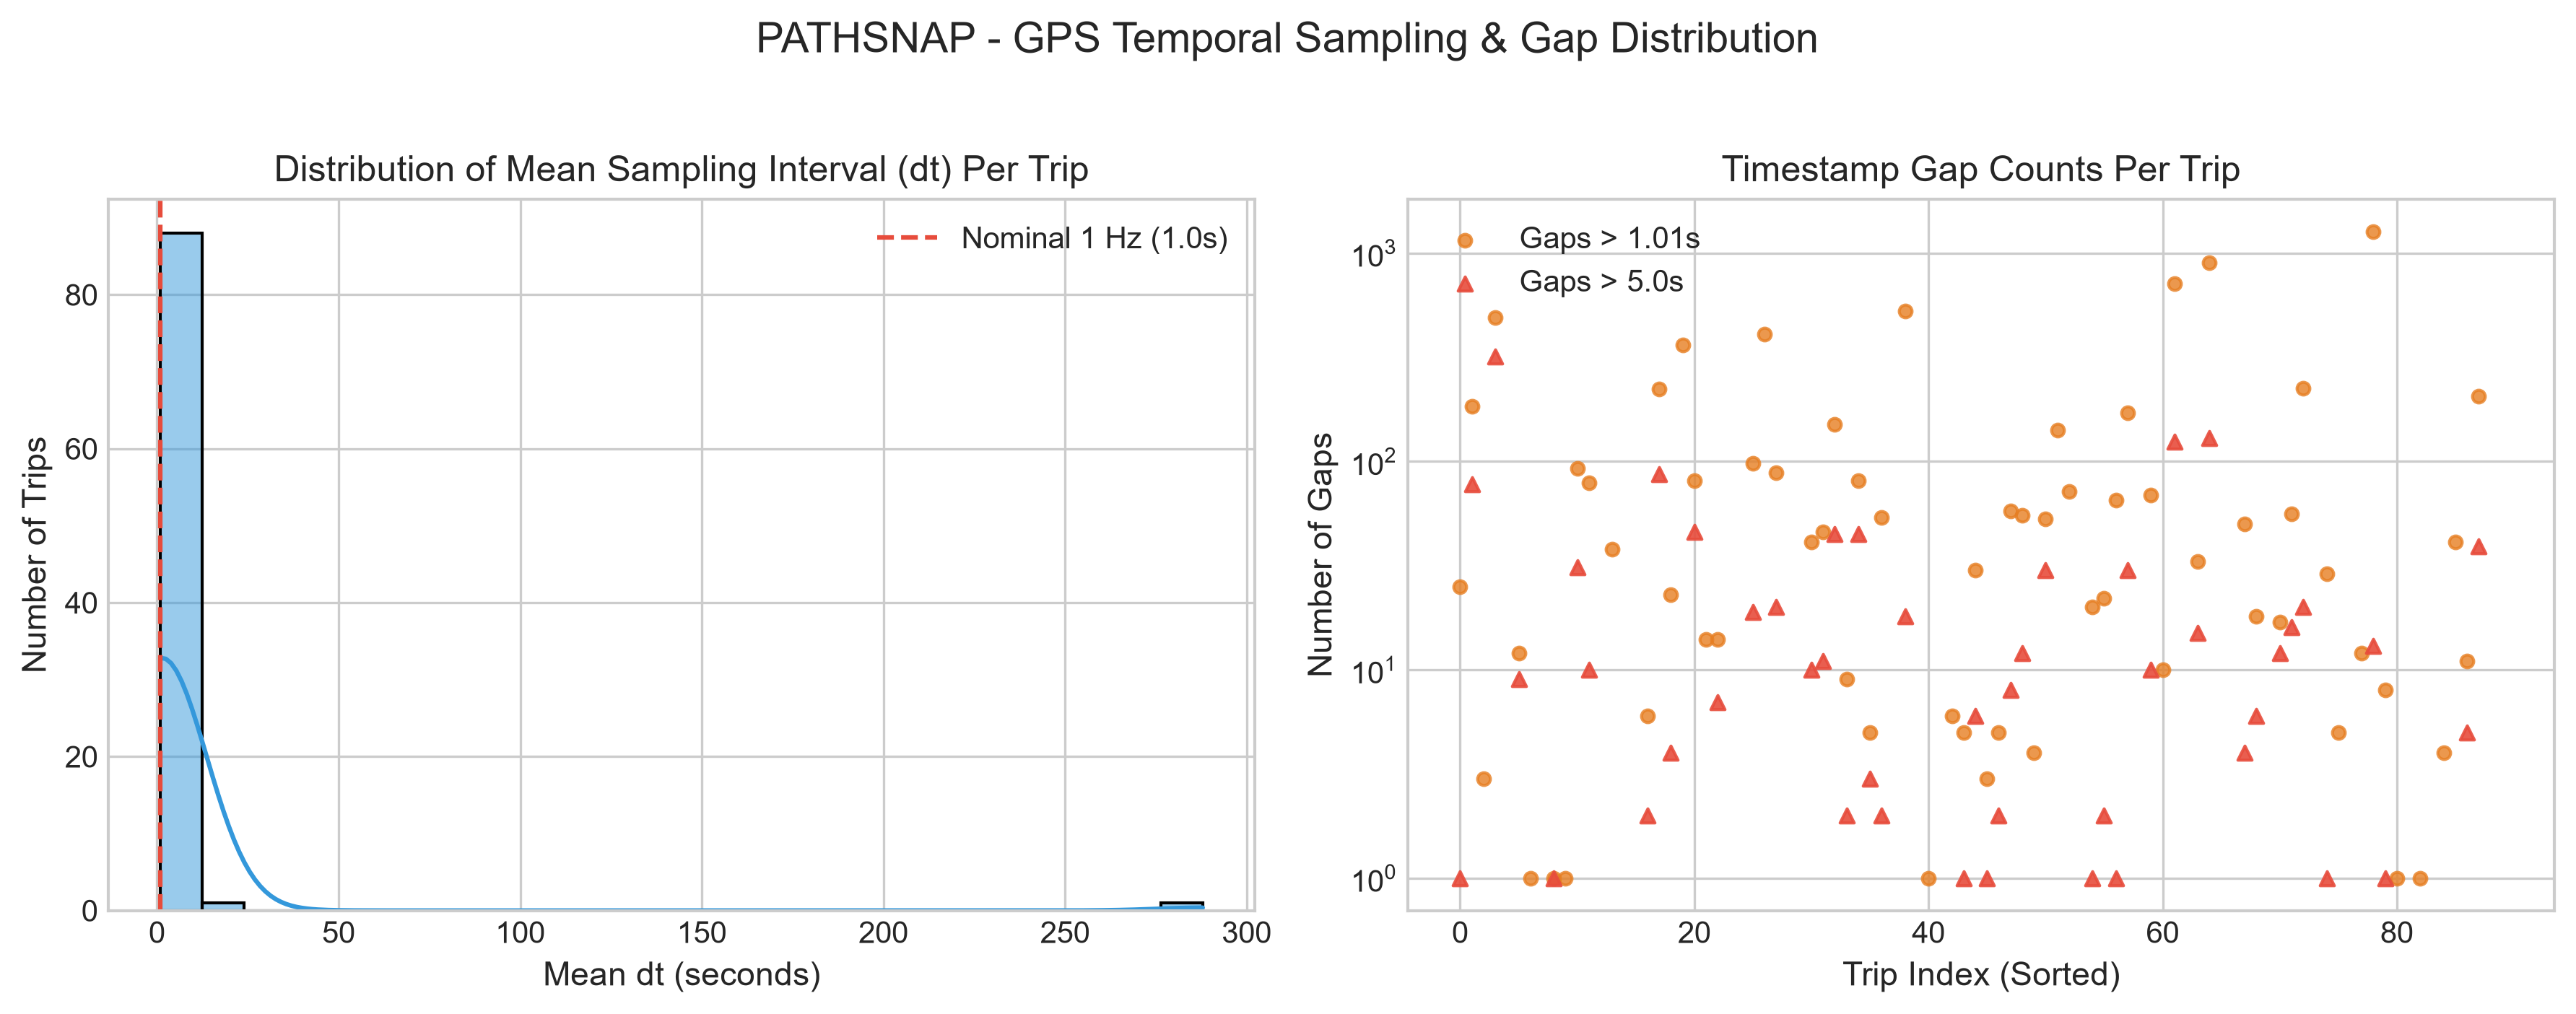 PATHSNAP - GPS Temporal Sampling & Gap Distribution
Distribution of Mean Sampling Interval (dt) Per Trip
Nominal 1 Hz (1.0s)
Number of Trips
80
60
40
20
0
0 50 100 150 200 250 300
Mean dt (seconds)
Timestamp Gap Counts Per Trip
Gaps > 1.01s
Gaps > 5.0s
Number of Gaps
10³
10²
10¹
10⁰
0 20 40 60 80
Trip Index (Sorted)